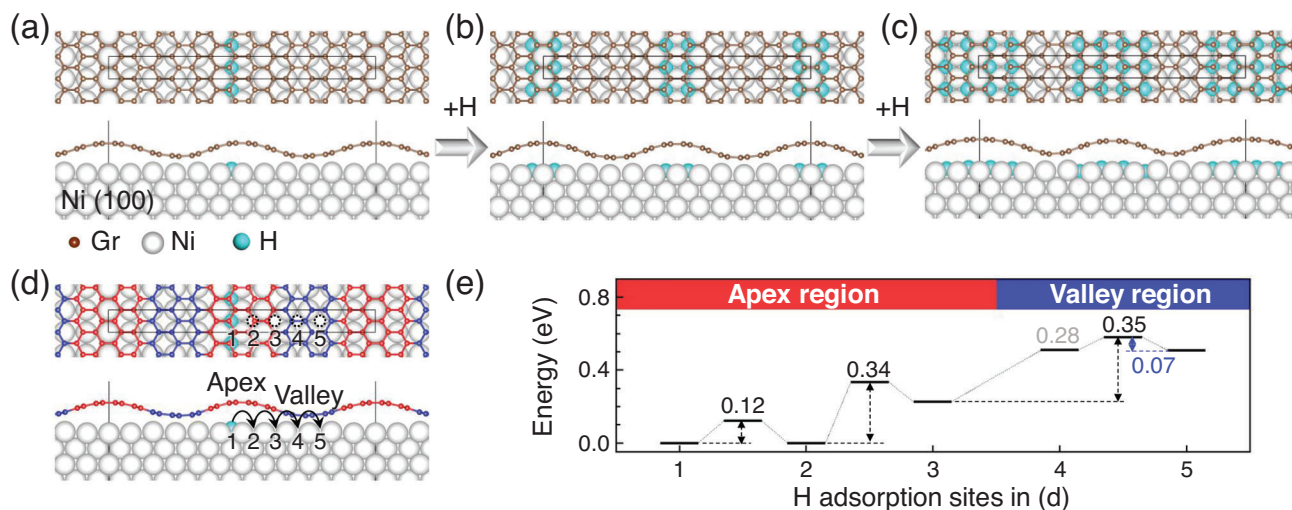 (a)
(b)
(c)
+H
+H
Ni (100)
Gr Ni H
(d)
1 2 3 4 5
Apex
Valley
1 2 3 4 5
(e)
Apex region Valley region
Energy (eV)
0.8
0.4
0.0
0.12
0.34
0.28
0.35
0.07
1 2 3 4 5
H adsorption sites in (d)